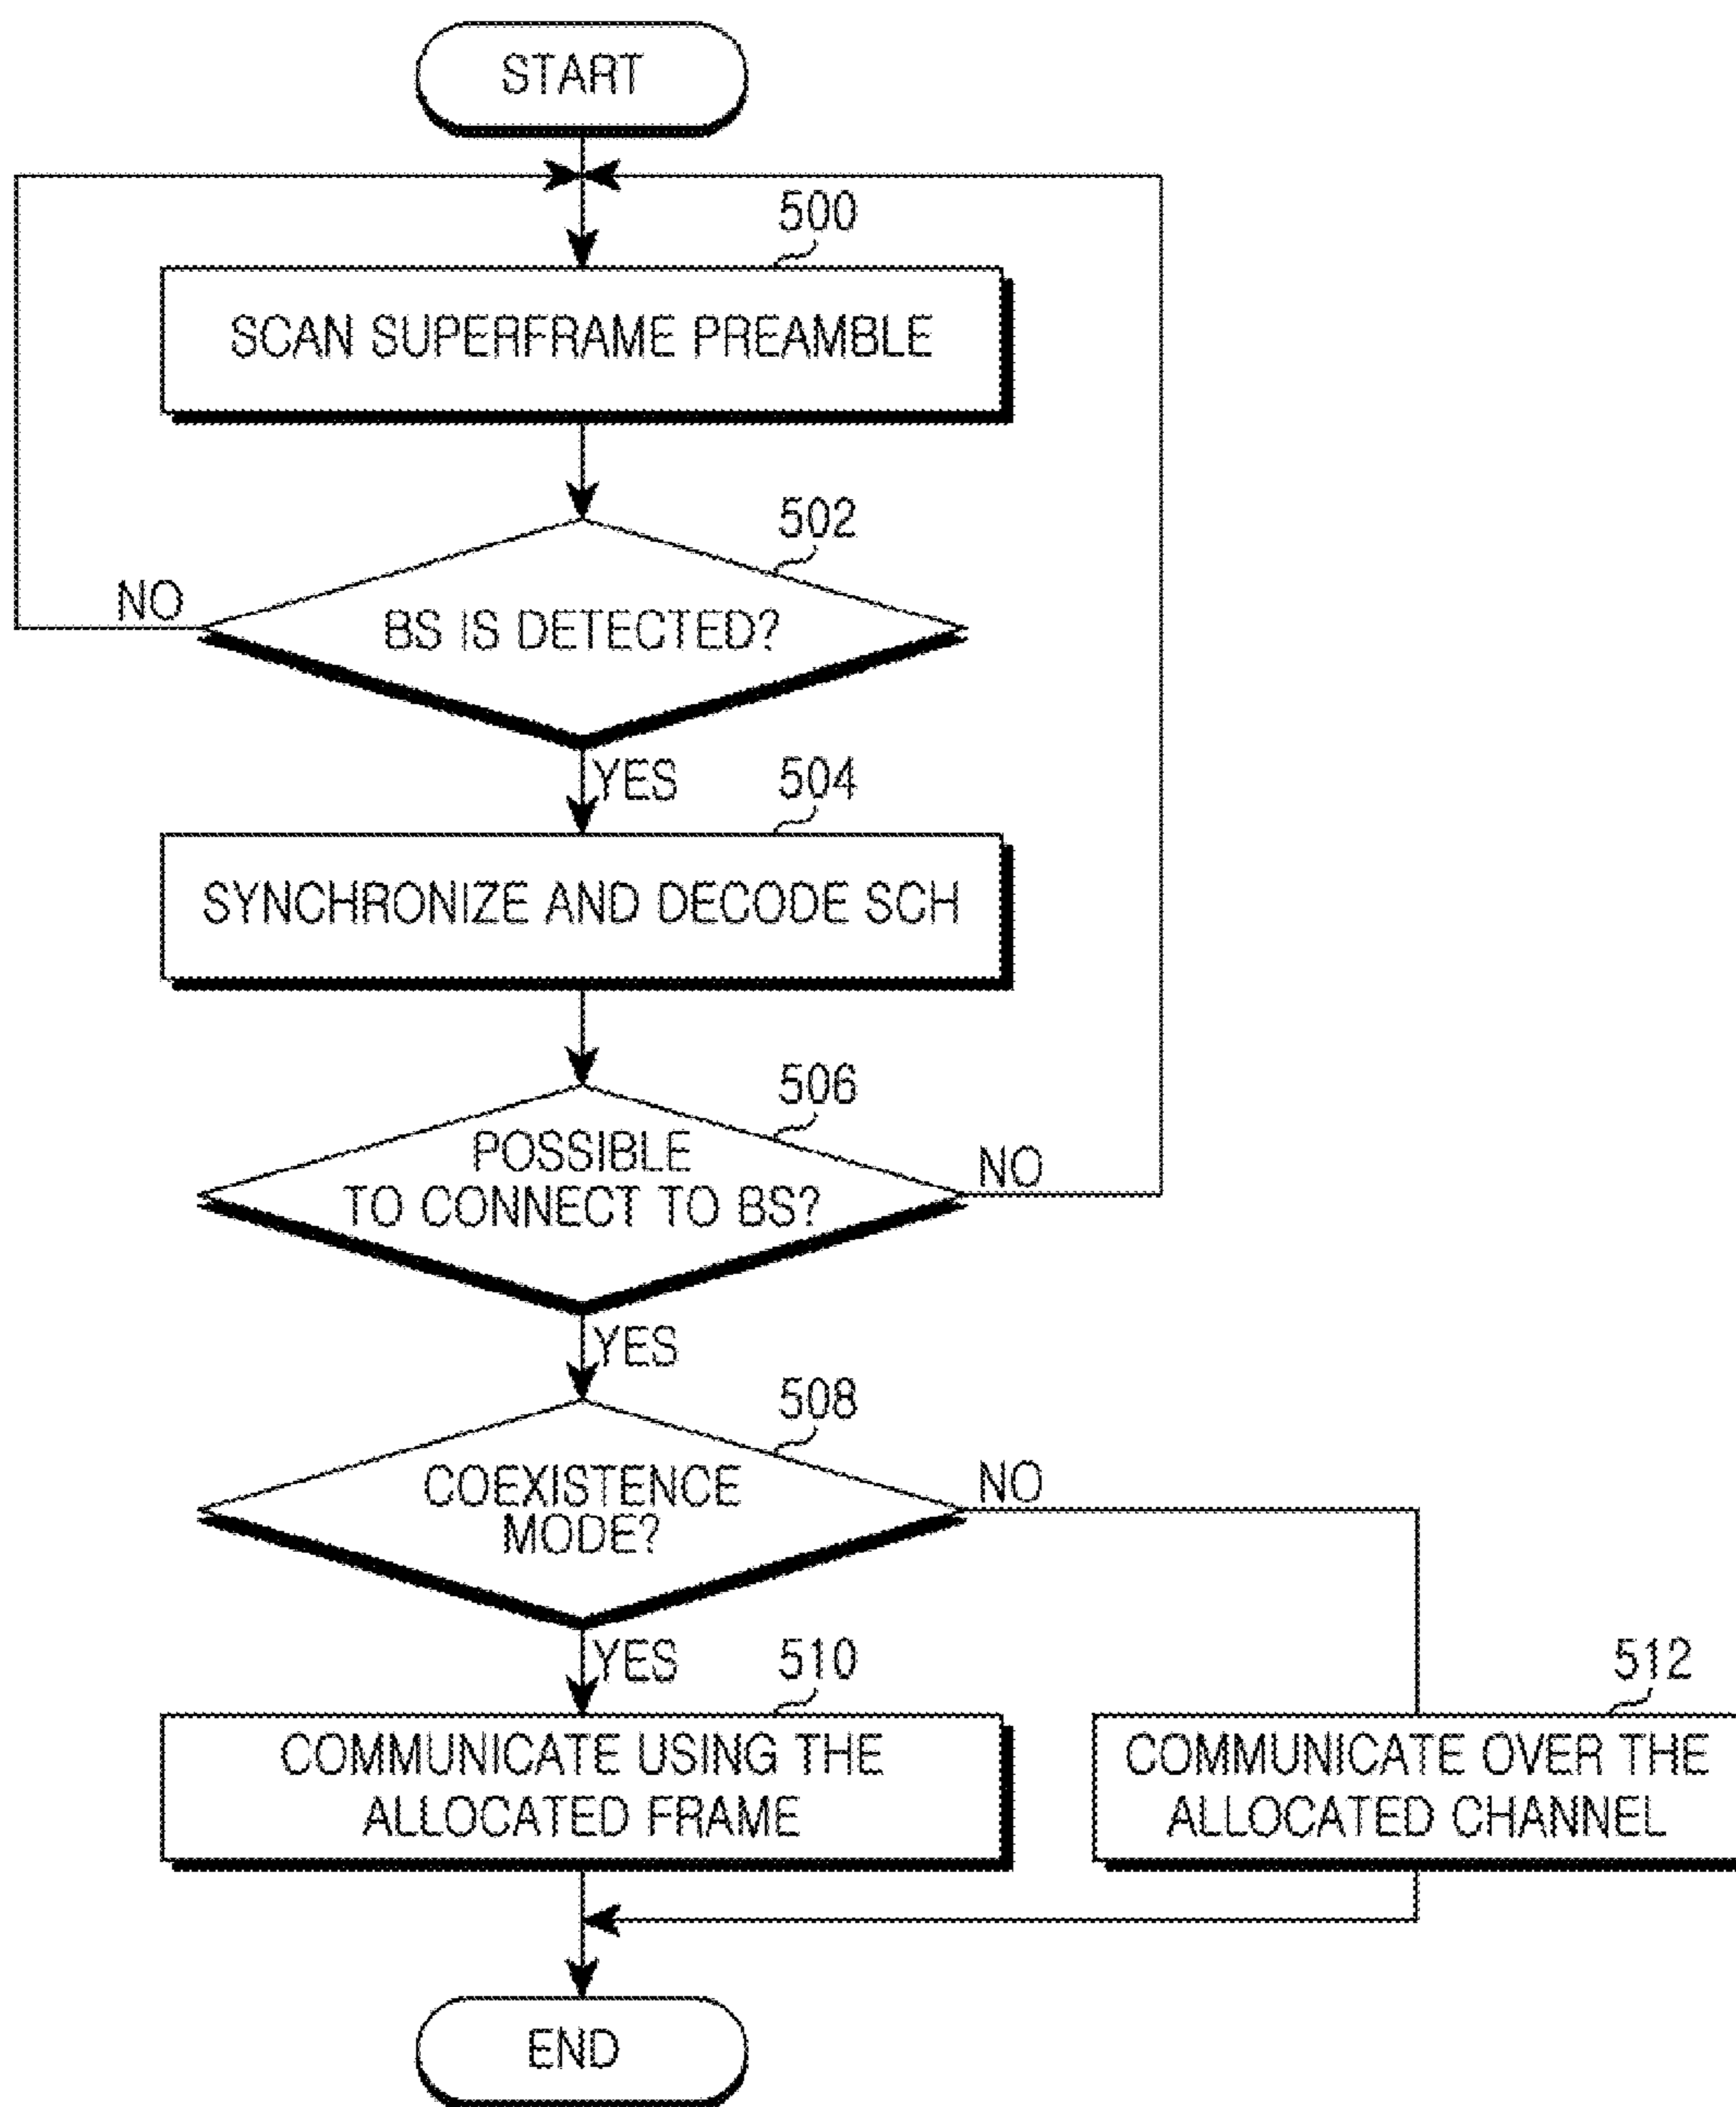 START
500
SCAN SUPERFRAME PREAMBLE
502
NO
BS IS DETECTED?
YES
504
SYNCHRONIZE AND DECODE SCH
506
POSSIBLE
TO CONNECT TO BS?
NO
YES
508
COEXISTENCE
MODE?
NO
YES
510
512
COMMUNICATE USING THE
ALLOCATED FRAME
COMMUNICATE OVER THE
ALLOCATED CHANNEL
END